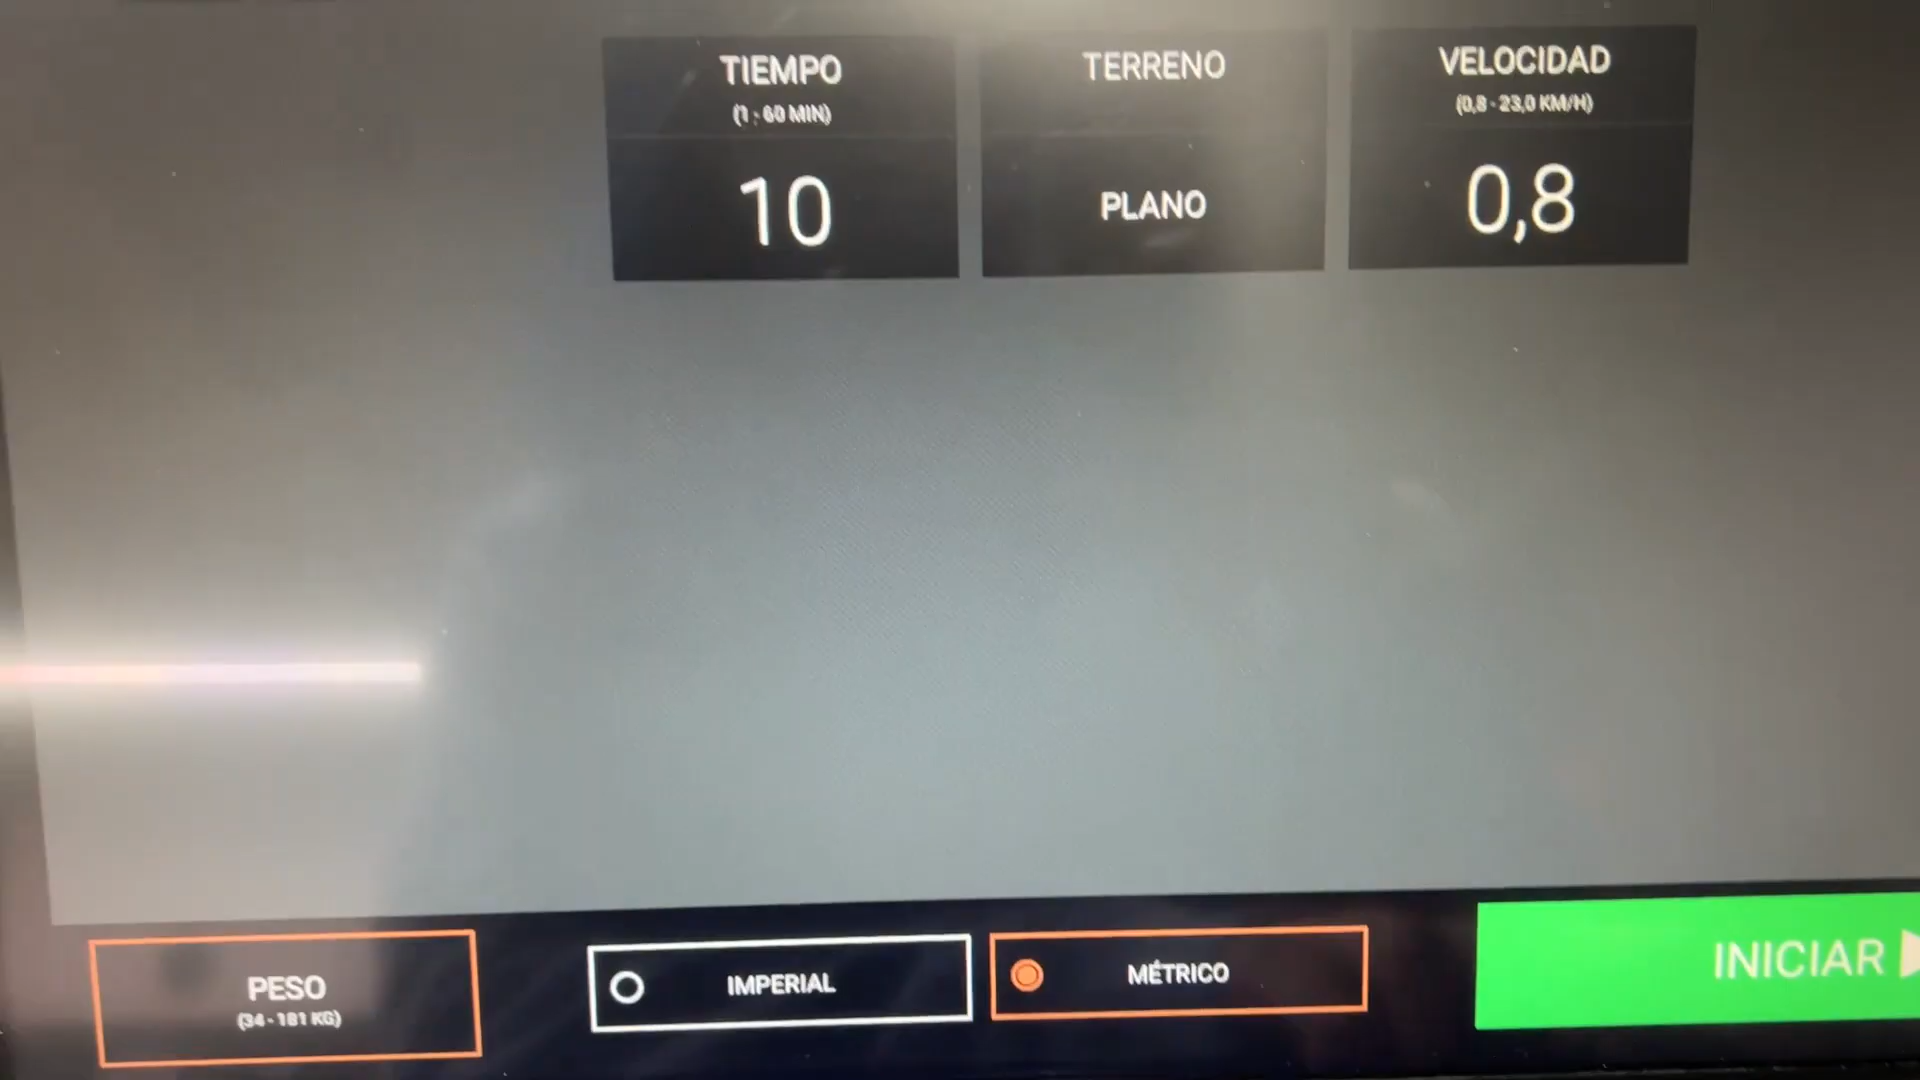 TIEMPO
(1 - 60 MIN)
10
TERRENO
PLANO
VELOCIDAD
(0,8 - 23,0 KM/H)
0,8
PESO
(34 - 181 KG)
IMPERIAL
MÉTRICO
INICIAR